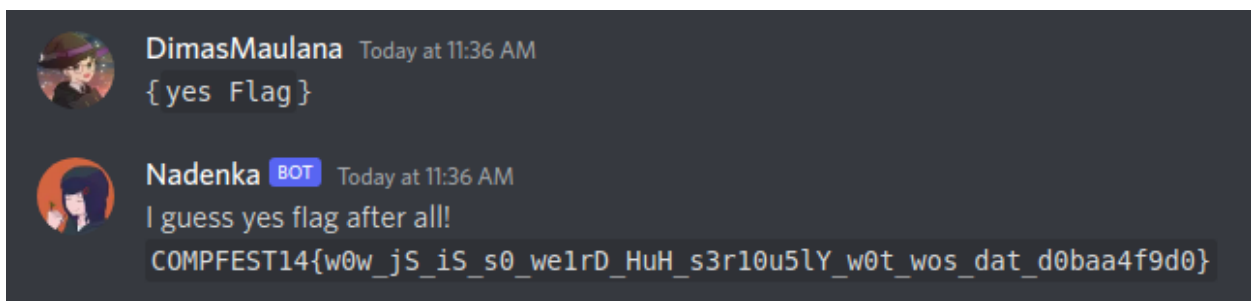 DimasMaulana Today at 11:36 AM
{yes Flag}
Nadenka BOT Today at 11:36 AM
I guess yes flag after all!
COMPFEST14{w0w_jS_iS_s0_we1rD_HuH_s3r10u5lY_w0t_wos_dat_d0baa4f9d0}